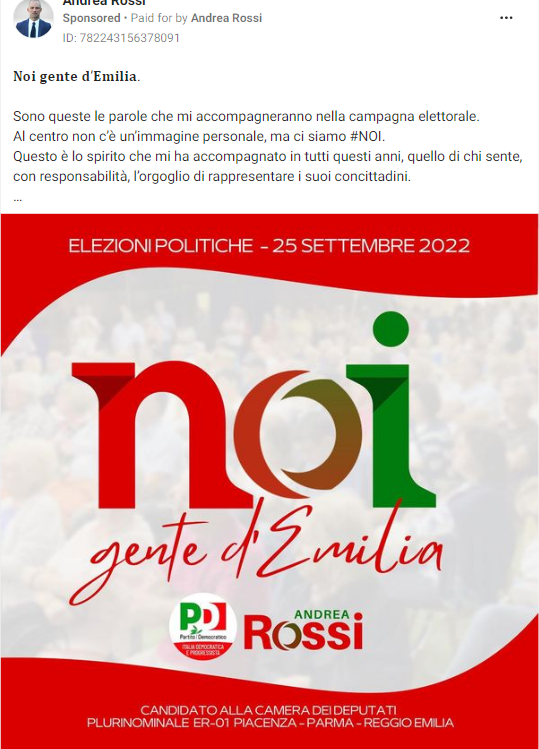 Andrea Rossi
Sponsored • Paid for by Andrea Rossi
ID: 782243156378091
Noi gente d'Emilia.
Sono queste le parole che mi accompagneranno nella campagna elettorale.
Al centro non c'è un'immagine personale, ma ci siamo #NOI.
Questo è lo spirito che mi ha accompagnato in tutti questi anni, quello di chi sente,
con responsabilità, l'orgoglio di rappresentare i suoi concittadini.
...
ELEZIONI POLITICHE - 25 SETTEMBRE 2022
noi
gente d'Emilia
PD
Partito Democratico
ITALIA DEMOCRATICA
E PROGRESSISTA
ANDREA
Rossi
CANDIDATO ALLA CAMERA DEI DEPUTATI
PLURINOMINALE ER-01 PIACENZA - PARMA - REGGIO EMILIA